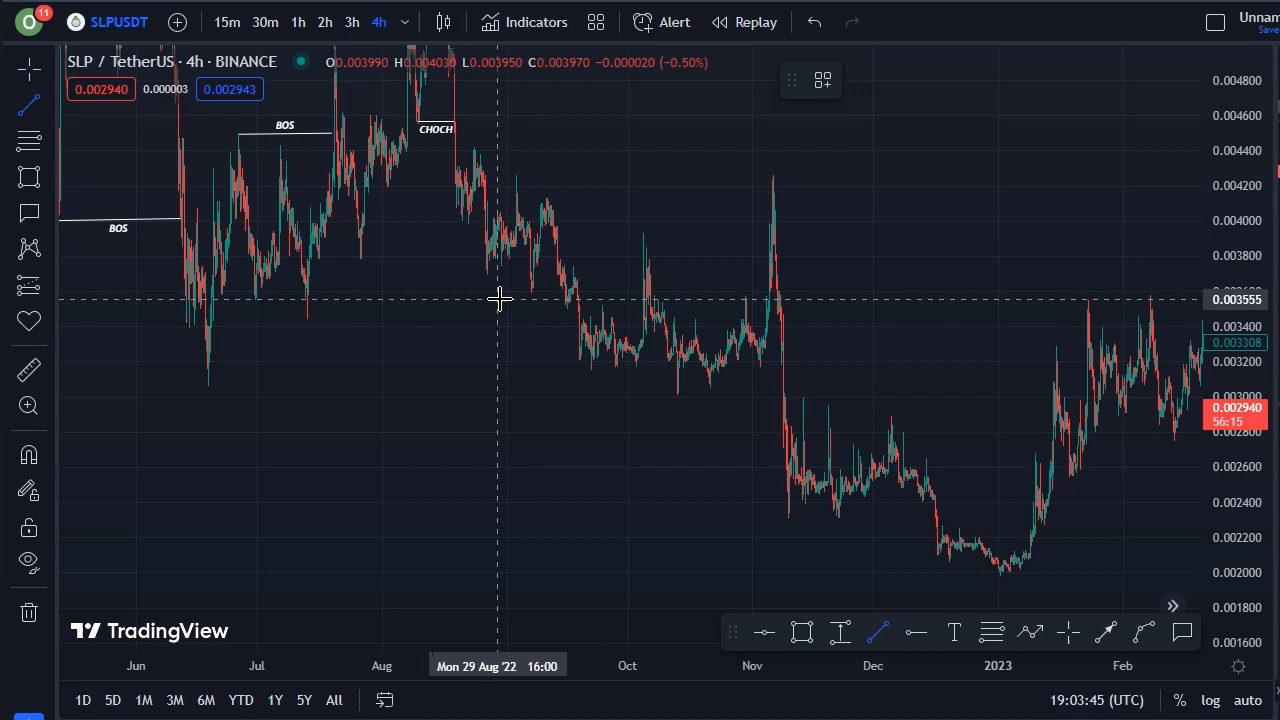 O 11 SLPUSDT 15m 30m 1h 2h 3h 4h Indicators Alert Replay Unnam
Save
SLP / TetherUS · 4h · BINANCE O0.003990 H0.004030 L0.003950 C0.003970 −0.000020 (−0.50%)
0.002940 0.000003 0.002943
0.004800
0.004600
BOS
CHOCH
0.004400
0.004200
0.004000
BOS
0.003800
0.003555
0.003400
0.003308
0.003200
0.003000
0.002940
56:15
0.002800
0.002600
0.002400
0.002200
0.002000
0.001800
TradingView
T
0.001600
Jun Jul Aug Mon 29 Aug '22 16:00 Oct Nov Dec 2023 Feb
1D 5D 1M 3M 6M YTD 1Y 5Y All 19:03:45 (UTC) % log auto